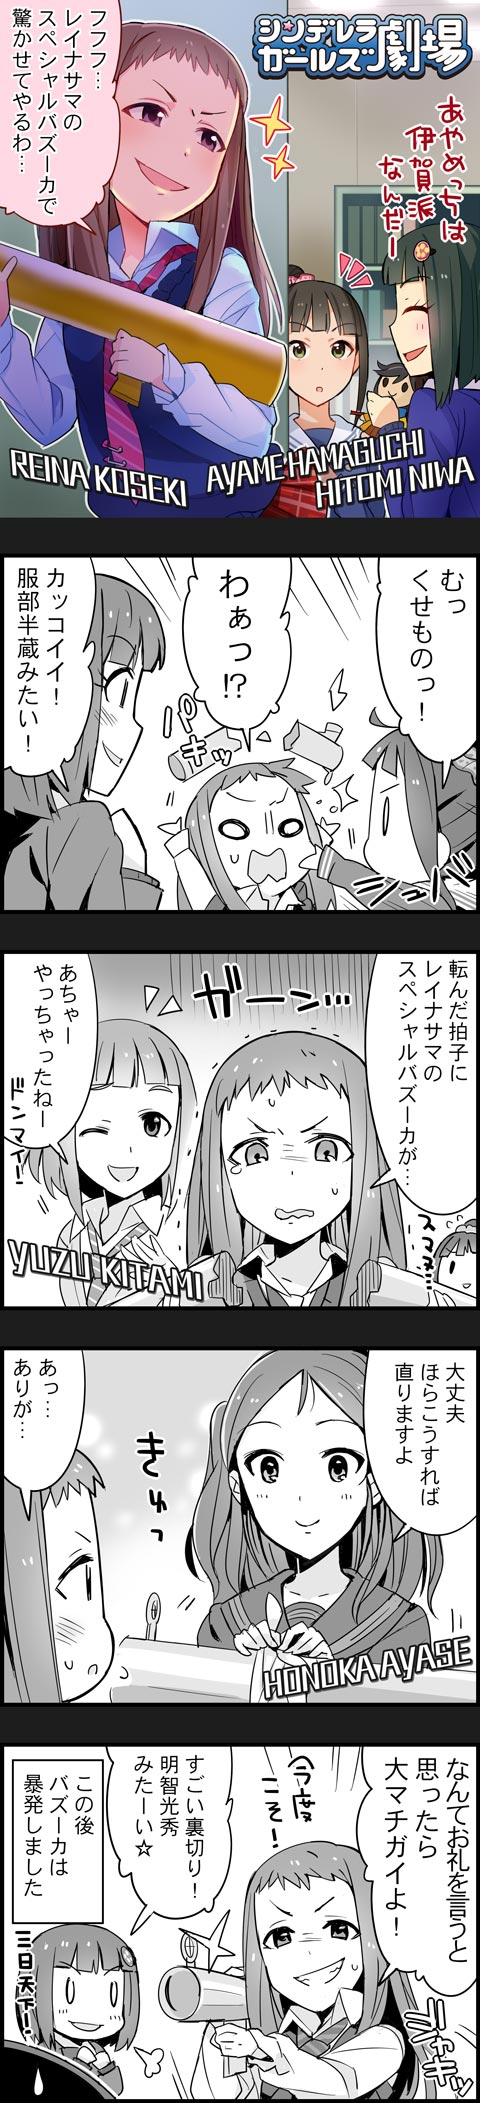 シンデレラ
ガールズ劇場
あやめっちは
伊賀派
なんだー
フフフ…
レイナサマの
スペシャルバズーカで
驚かせてやるわ…
REINA KOSEKI
AYAME HAMAGUCHI
HITOMI NIWA
むっ
くせものっ！
わぁっ!?
カッコイイ！
服部半蔵みたい！
パキッ
シュバ
転んだ拍子に
レイナサマの
スペシャルバズーカが…
ガーン…
あちゃー
やっちゃったねー
ドンマイ！
スマヌ…
YUZU KITAMI
大丈夫
ほらこうすれば
直りますよ
きゅっ
あっ…
ありが…
HONOKA AYASE
なんてお礼を言うと
思ったら
大マチガイよ！
今度
こそ！
すごい裏切り！
明智光秀
みたーい☆
この後
バズーカは
暴発しました
三日天下！
ジャキッ